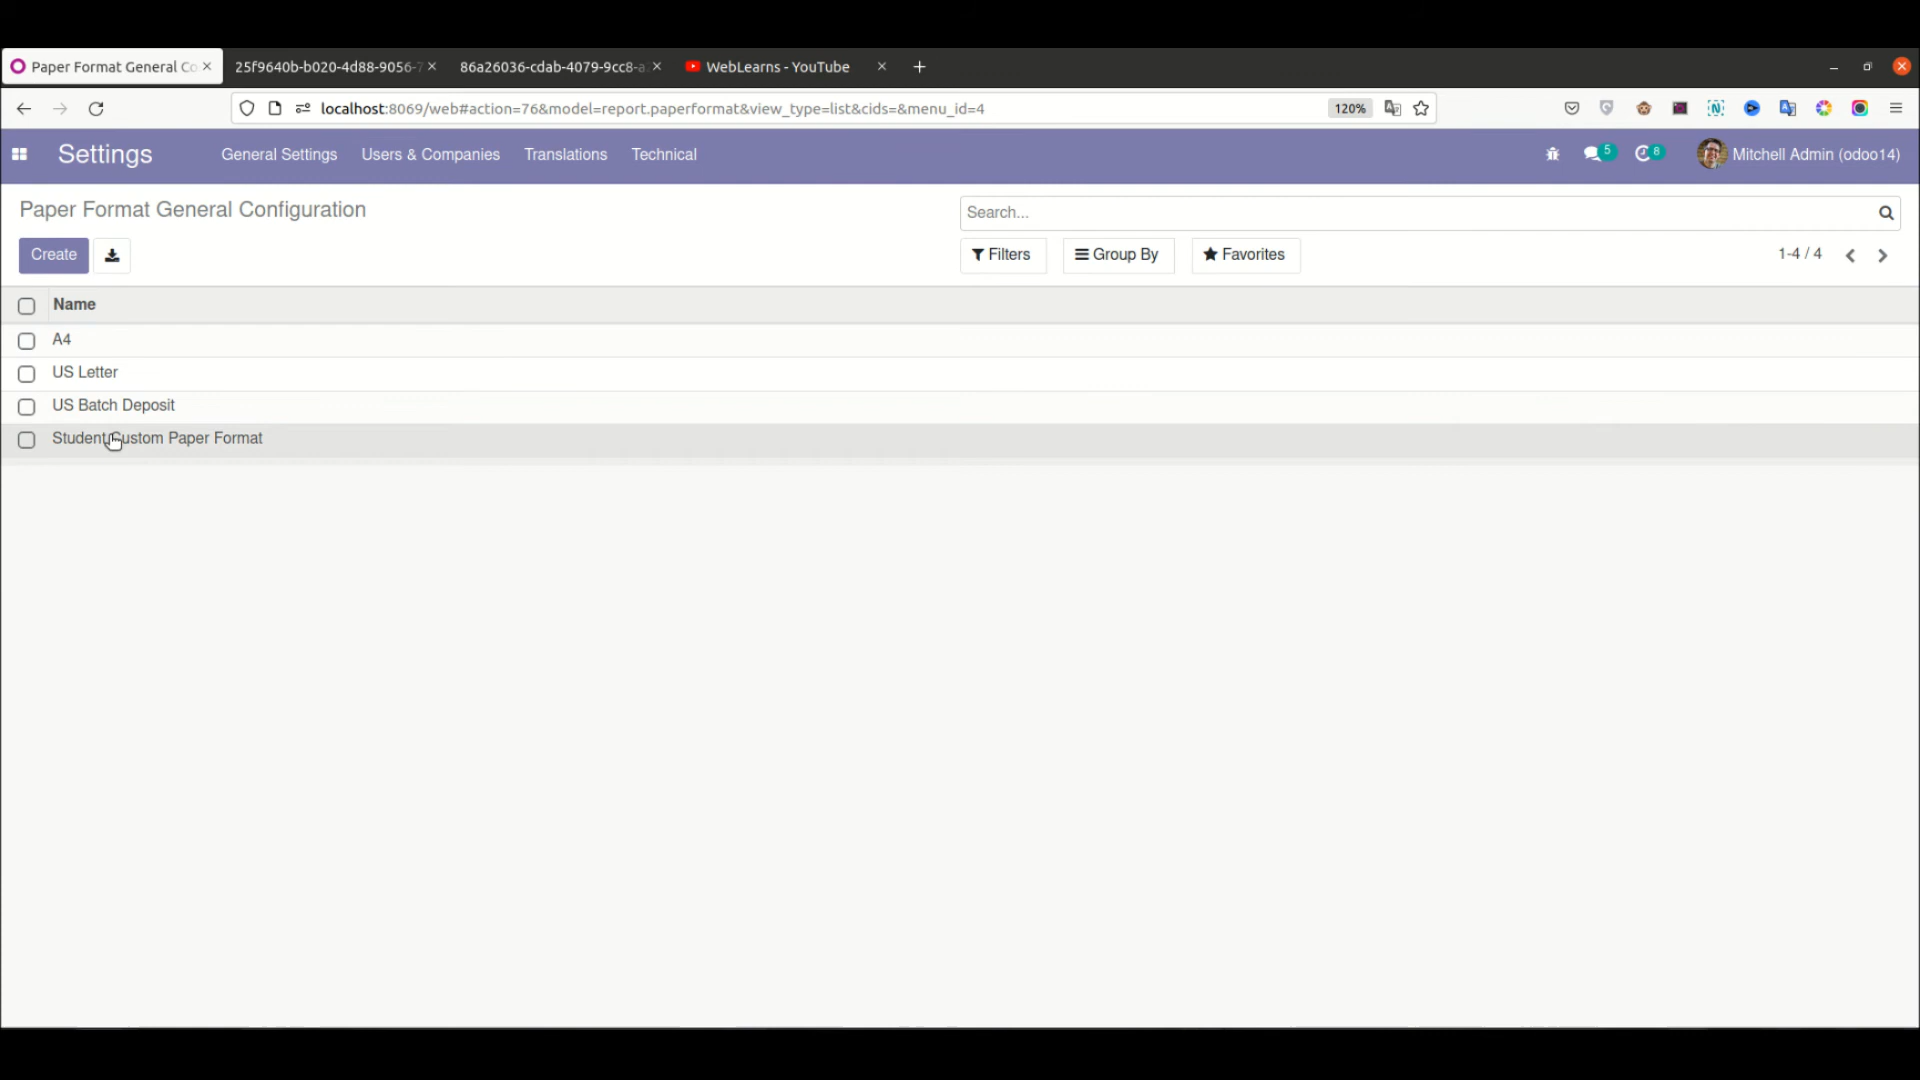 Paper Format General Co
25f9640b-b020-4d88-9056-
86a26036-cdab-4079-9cc8-a
WebLearns - YouTube
localhost:8069/web#action=76&model=report.paperformat&view_type=list&cids=&menu_id=4
120%
Settings
General Settings
Users & Companies
Translations
Technical
5
8
Mitchell Admin (odoo14)
Paper Format General Configuration
Search...
Create
Filters
Group By
Favorites
1-4 / 4
Name
A4
US Letter
US Batch Deposit
Student Custom Paper Format